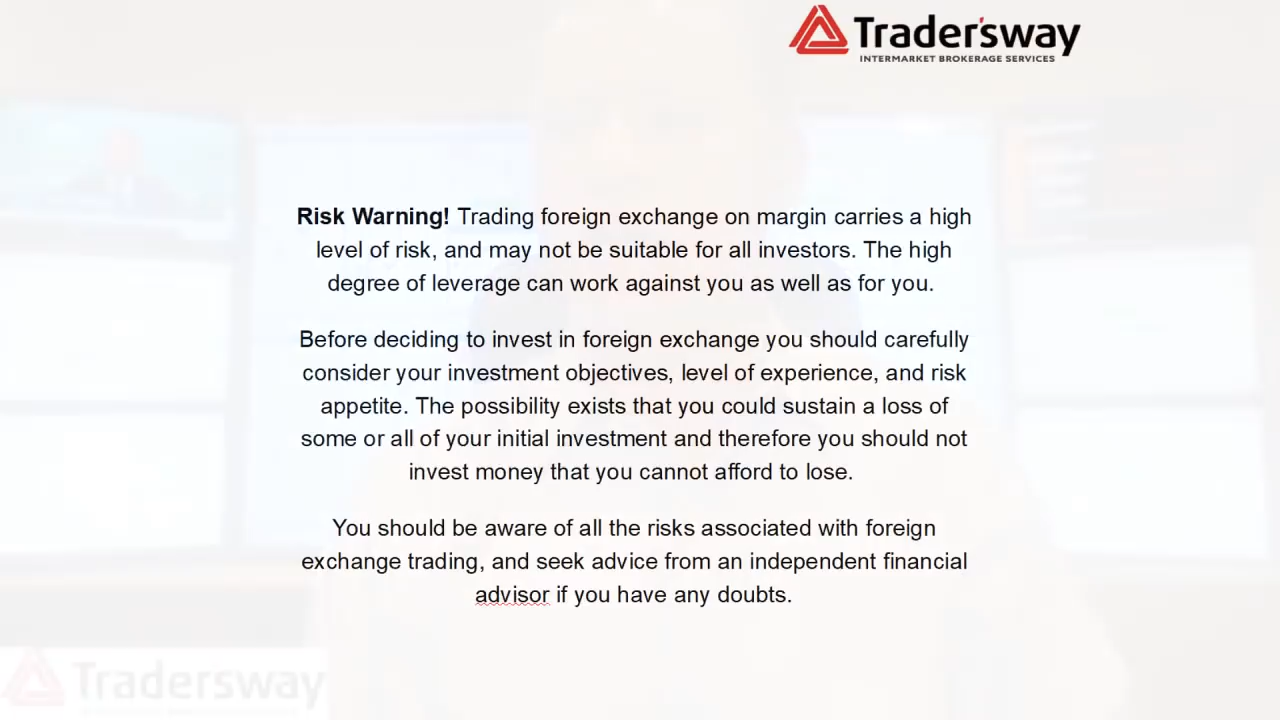 Trader'sway
INTERMARKET BROKERAGE SERVICES
Risk Warning! Trading foreign exchange on margin carries a high
level of risk, and may not be suitable for all investors. The high
degree of leverage can work against you as well as for you.
Before deciding to invest in foreign exchange you should carefully
consider your investment objectives, level of experience, and risk
appetite. The possibility exists that you could sustain a loss of
some or all of your initial investment and therefore you should not
invest money that you cannot afford to lose.
You should be aware of all the risks associated with foreign
exchange trading, and seek advice from an independent financial
advisor if you have any doubts.
Tradersway